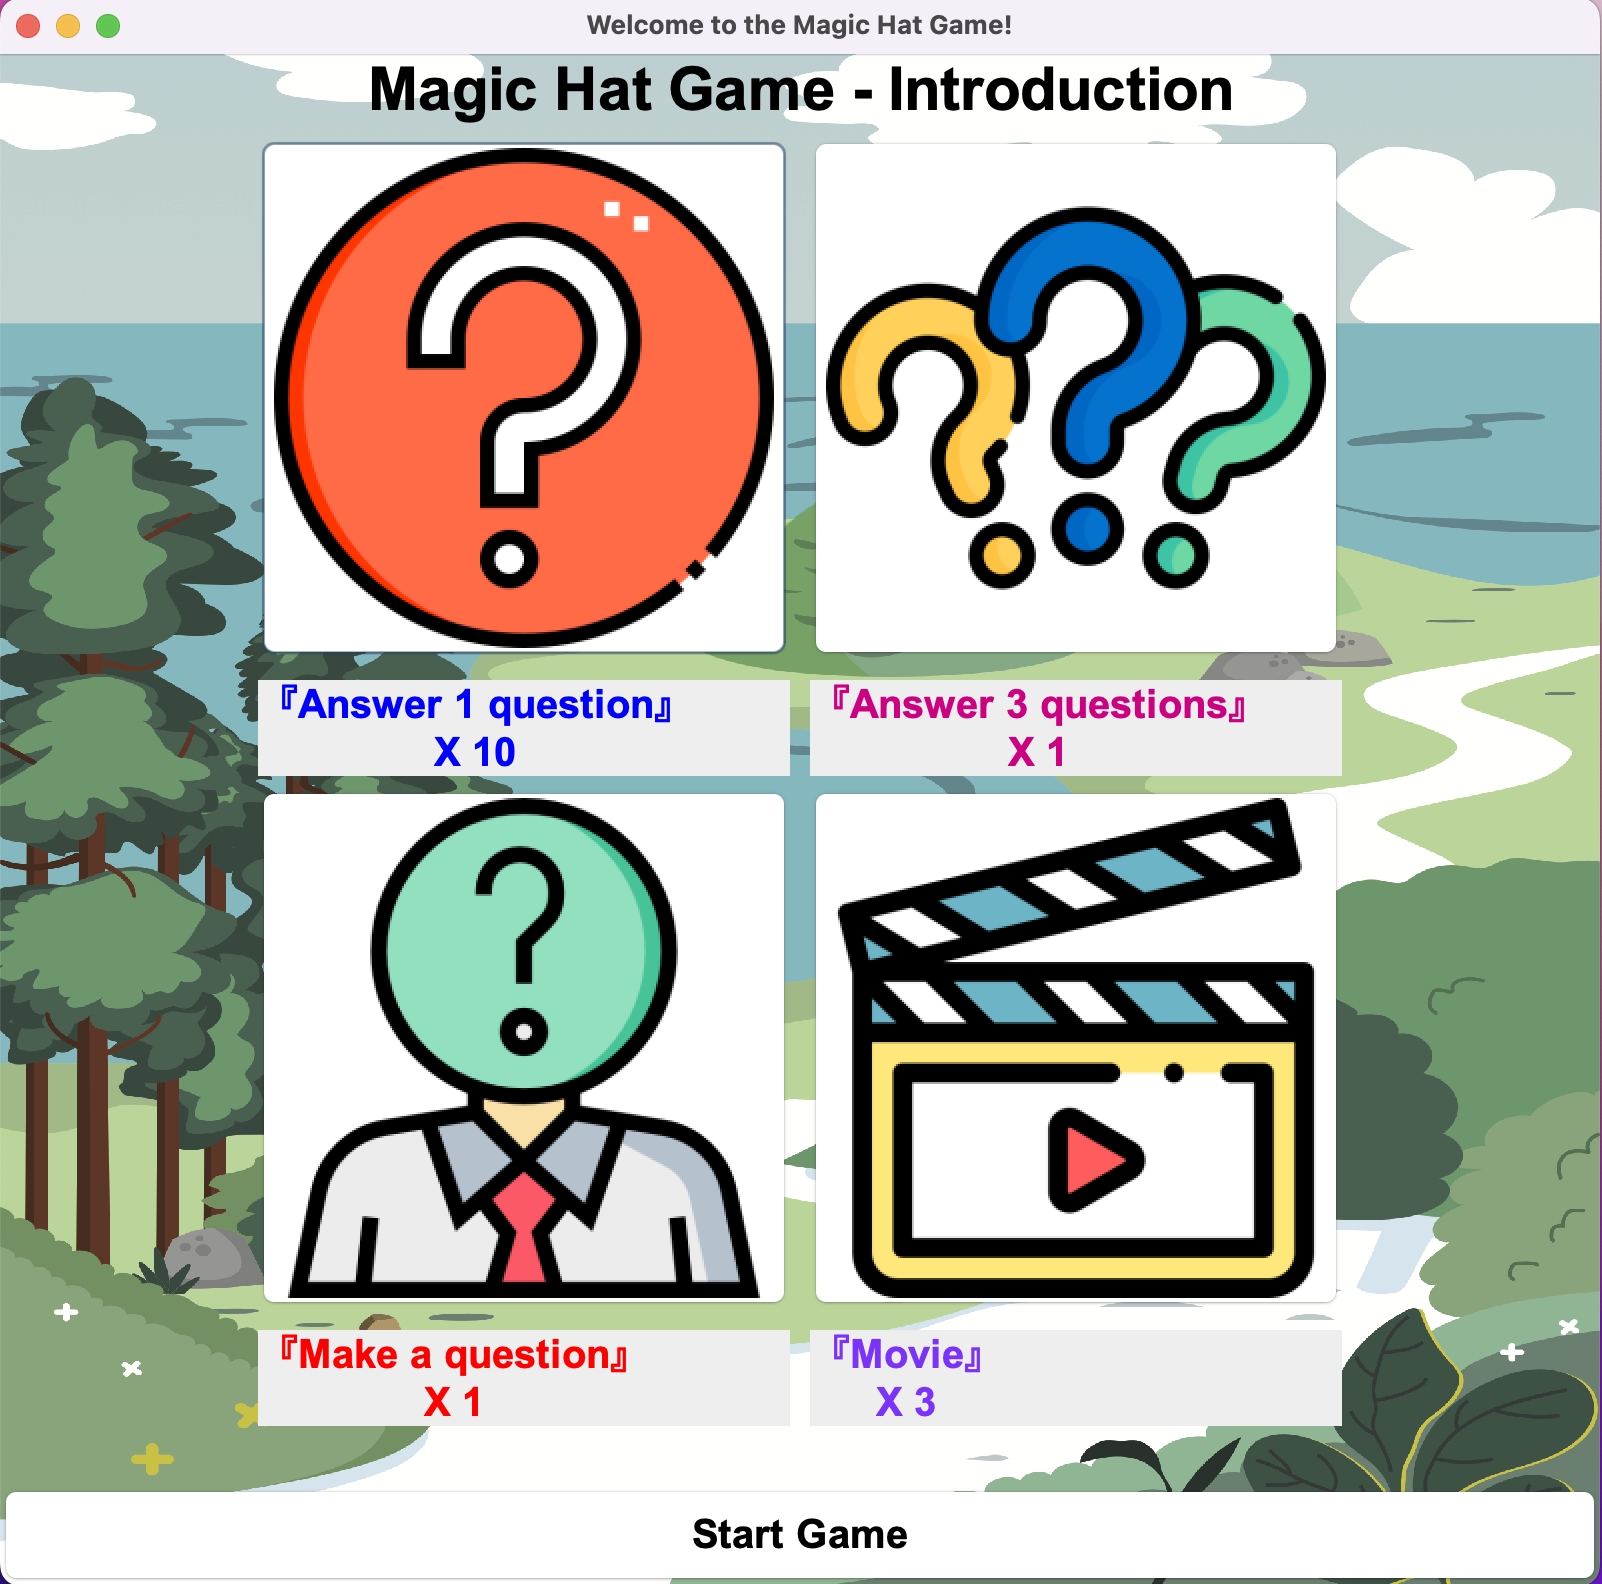 Welcome to the Magic Hat Game!
Magic Hat Game - Introduction
『Answer 1 question』
X 10
『Answer 3 questions』
X 1
『Make a question』
X 1
『Movie』
X 3
Start Game